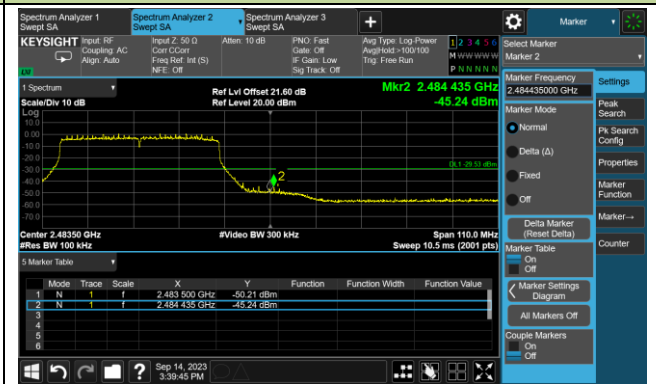 Spectrum Analyzer 1
Swept SA
Spectrum Analyzer 2
Swept SA
Spectrum Analyzer 3
Swept SA
+
Marker
KEYSIGHT
Input: RF
Coupling: AC
Align: Auto
Input Z: 50 Ω
Corr CCorr
Freq Ref: Int (S)
NFE: Off
Atten: 10 dB
PNO: Fast
Gate: Off
IF Gain: Low
Sig Track: Off
Avg Type: Log-Power
Avg|Hold:>100/100
Trig: Free Run
1 2 3 4 5 6
M W W W W W
P N N N N N
LU
Select Marker
Marker 2
1 Spectrum
Scale/Div 10 dB
Log
Ref Lvl Offset 21.60 dB
Ref Level 20.00 dBm
Mkr2 2.484 435 GHz
-45.24 dBm
10.0
0.00
-10.0
-20.0
-30.0
-40.0
-50.0
-60.0
-70.0
DL1 -29.53 dBm
2
Center 2.48350 GHz
#Res BW 100 kHz
#Video BW 300 kHz
Span 110.0 MHz
Sweep 10.5 ms (2001 pts)
5 Marker Table
Mode Trace Scale X Y Function Function Width Function Value
1 N 1 f 2.483 500 GHz -50.21 dBm
2 N 1 f 2.484 435 GHz -45.24 dBm
3
4
5
6
Marker Frequency
2.484435000 GHz
Marker Mode
Normal
Delta (Δ)
Fixed
Off
Delta Marker
(Reset Delta)
Marker Table
On
Off
Marker Settings
Diagram
All Markers Off
Couple Markers
On
Off
Settings
Peak
Search
Pk Search
Config
Properties
Marker
Function
Marker→
Counter
?
Sep 14, 2023
3:39:45 PM